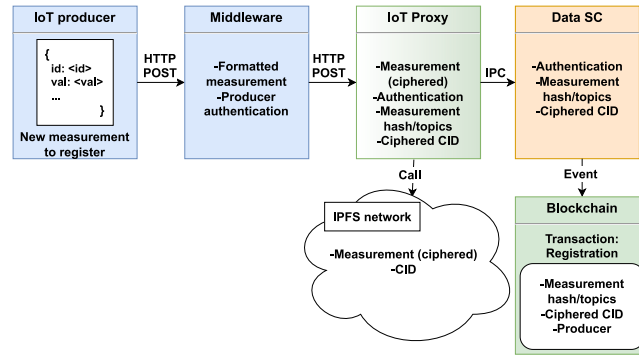 IoT producer
{
id: <id>
val: <val>
...
}
New measurement
to register
HTTP
POST
Middleware
-Formatted
measurement
-Producer
authentication
HTTP
POST
IoT Proxy
-Measurement
(ciphered)
-Authentication
-Measurement
hash/topics
-Ciphered CID
IPC
Data SC
-Authentication
-Measurement
hash/topics
-Ciphered CID
Call
Event
IPFS network
-Measurement (ciphered)
-CID
Blockchain
Transaction:
Registration
-Measurement
hash/topics
-Ciphered CID
-Producer